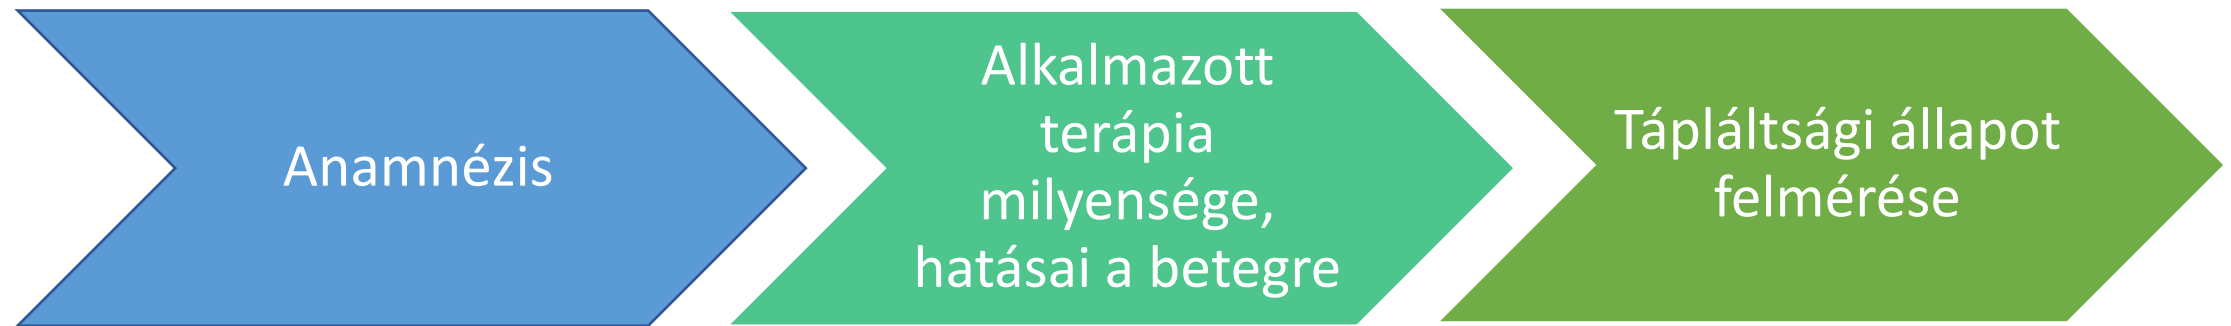 Anamnézis
Alkalmazott
terápia
milyensége,
hatásai a betegre
Tápláltsági állapot
felmérése